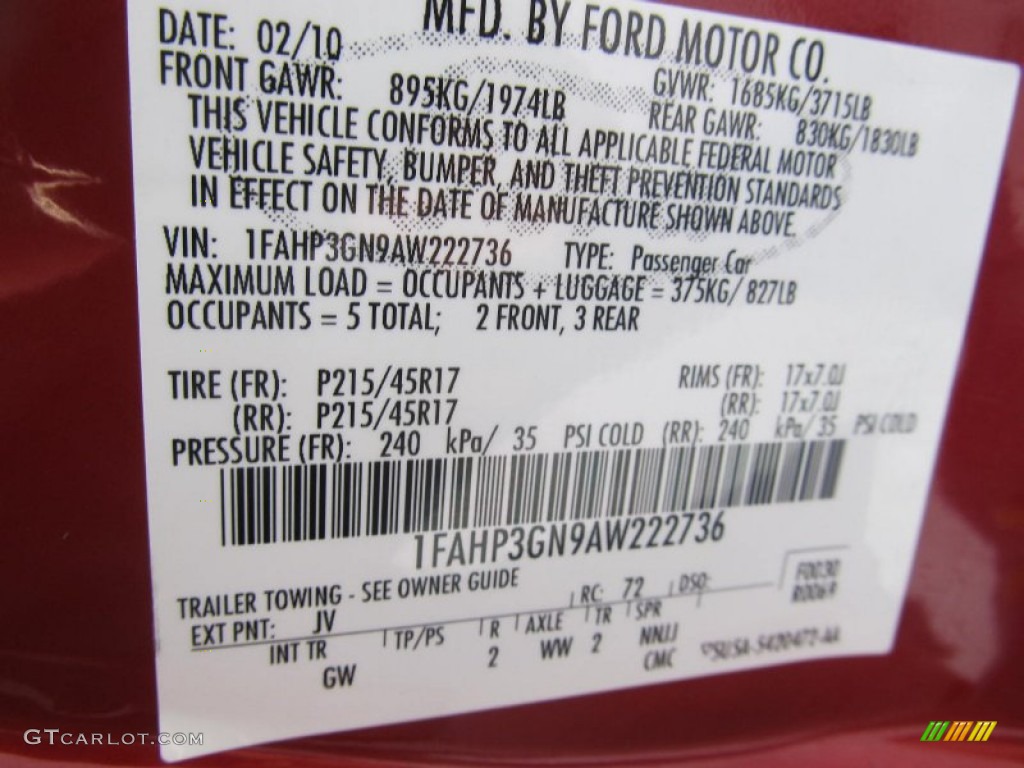 MFD. BY FORD MOTOR CO.
DATE: 02/10
GVWR: 1685KG/3715LB
FRONT GAWR: 895KG/1974LB
REAR GAWR: 830KG/1830LB
THIS VEHICLE CONFORMS TO ALL APPLICABLE FEDERAL MOTOR
VEHICLE SAFETY, BUMPER, AND THEFT PREVENTION STANDARDS
IN EFFECT ON THE DATE OF MANUFACTURE SHOWN ABOVE.
VIN: 1FAHP3GN9AW222736 TYPE: Passenger Car
MAXIMUM LOAD = OCCUPANTS + LUGGAGE = 375KG/ 827LB
OCCUPANTS = 5 TOTAL; 2 FRONT, 3 REAR
TIRE (FR): P215/45R17 RIMS (FR): 17x7.0J
(RR): P215/45R17 (RR): 17x7.0J
PRESSURE (FR): 240 kPa/ 35 PSI COLD (RR): 240 kPa/ 35 PSI COLD
1FAHP3GN9AW222736
TRAILER TOWING - SEE OWNER GUIDE
EXT PNT: JV RC: 72 DSO:
INT TR TP/PS R AXLE TR SPR
GW 2 WW 2 NNJJ
CMC
GTCARLOT.COM